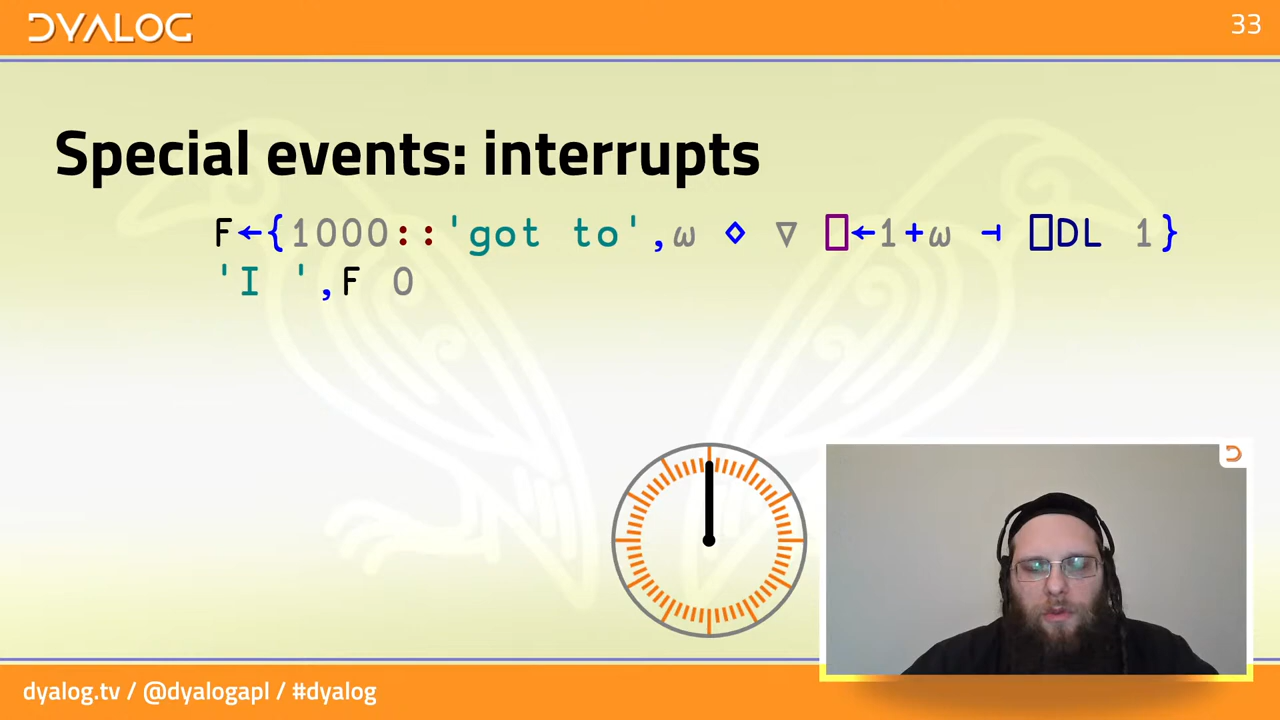 DYALOG
33
Special events: interrupts
F←{1000::'got to',⍵ ⋄ ∇ ⎕←1+⍵ ⊣ ⎕DL 1}
'I ',F 0
dyalog.tv / @dyalogapl / #dyalog